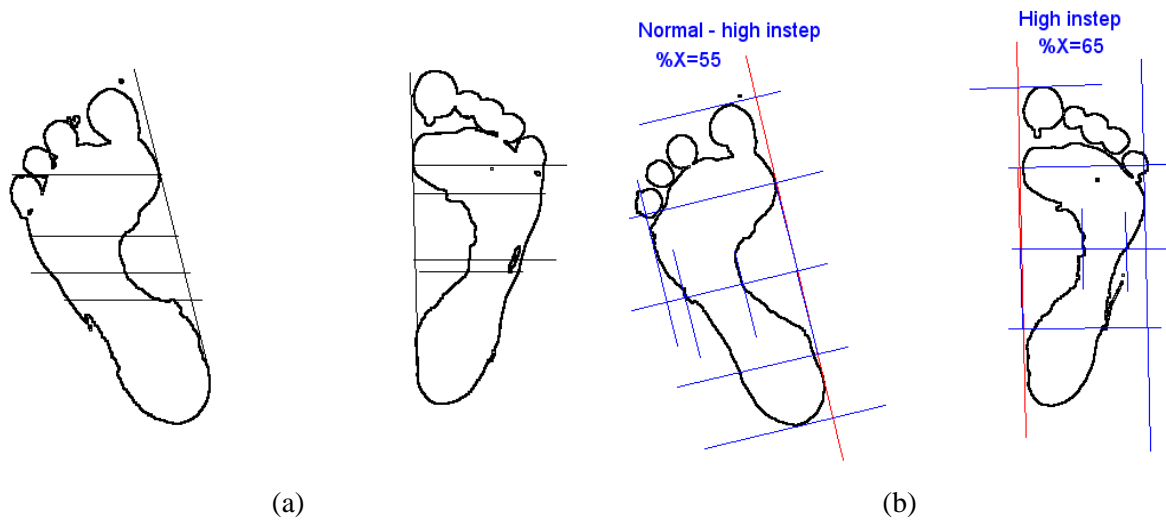 Normal - high instep
%X=55
High instep
%X=65
(a)
(b)